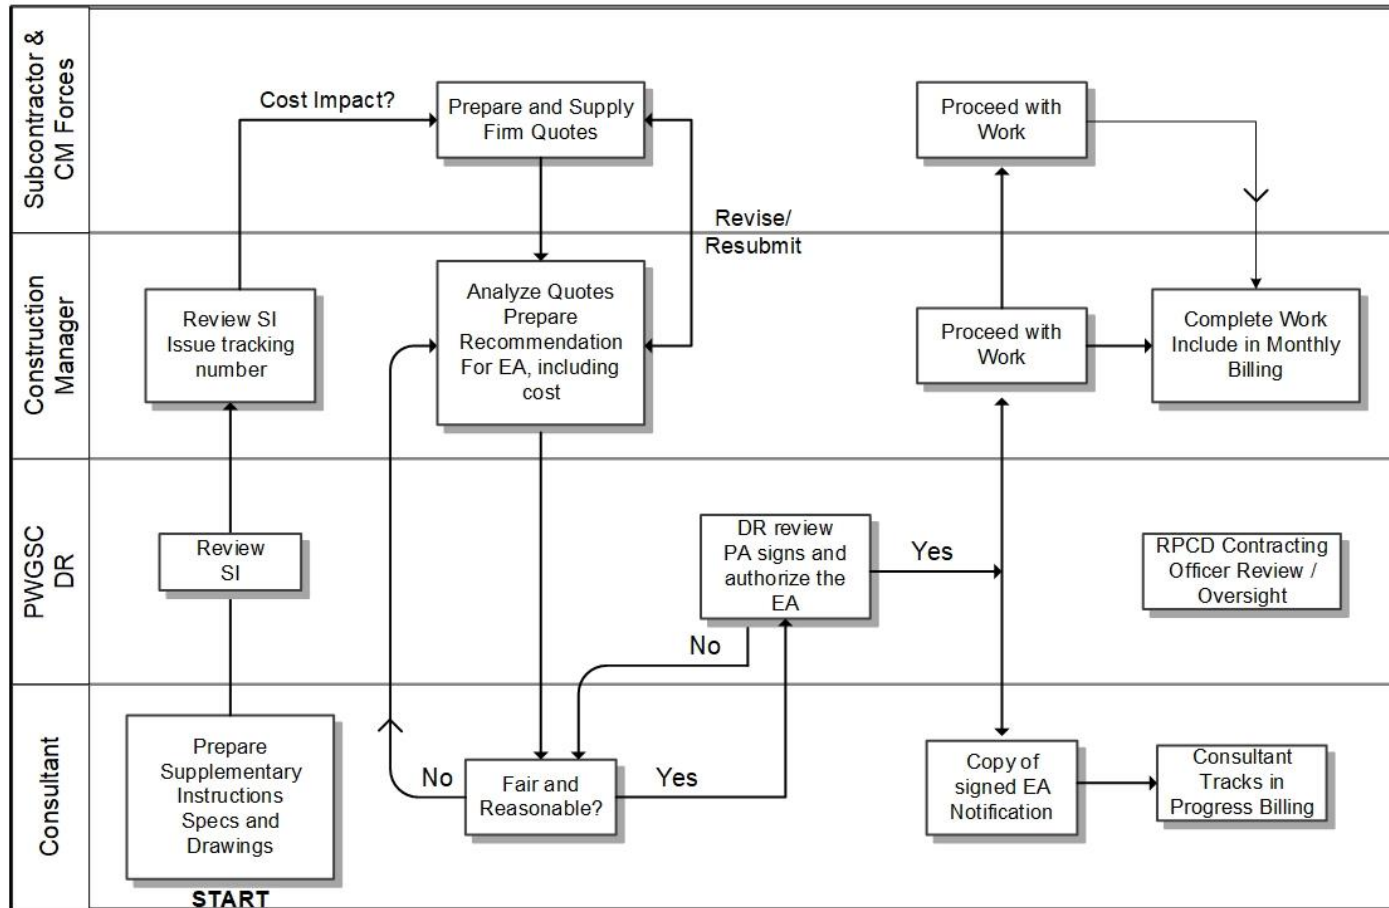 Subcontractor &
CM Forces
Cost Impact?
Prepare and Supply
Firm Quotes
Proceed with
Work
Revise/
Resubmit
Construction
Manager
Review SI
Issue tracking
number
Analyze Quotes
Prepare
Recommendation
For EA, including
cost
Proceed with
Work
Complete Work
Include in Monthly
Billing
PWGSC
DR
Review
SI
DR review
PA signs and
authorize the
EA
Yes
No
RPCD Contracting
Officer Review /
Oversight
Consultant
Prepare
Supplementary
Instructions
Specs and
Drawings
START
No
Fair and
Reasonable?
Yes
Copy of
signed EA
Notification
Consultant
Tracks in
Progress Billing